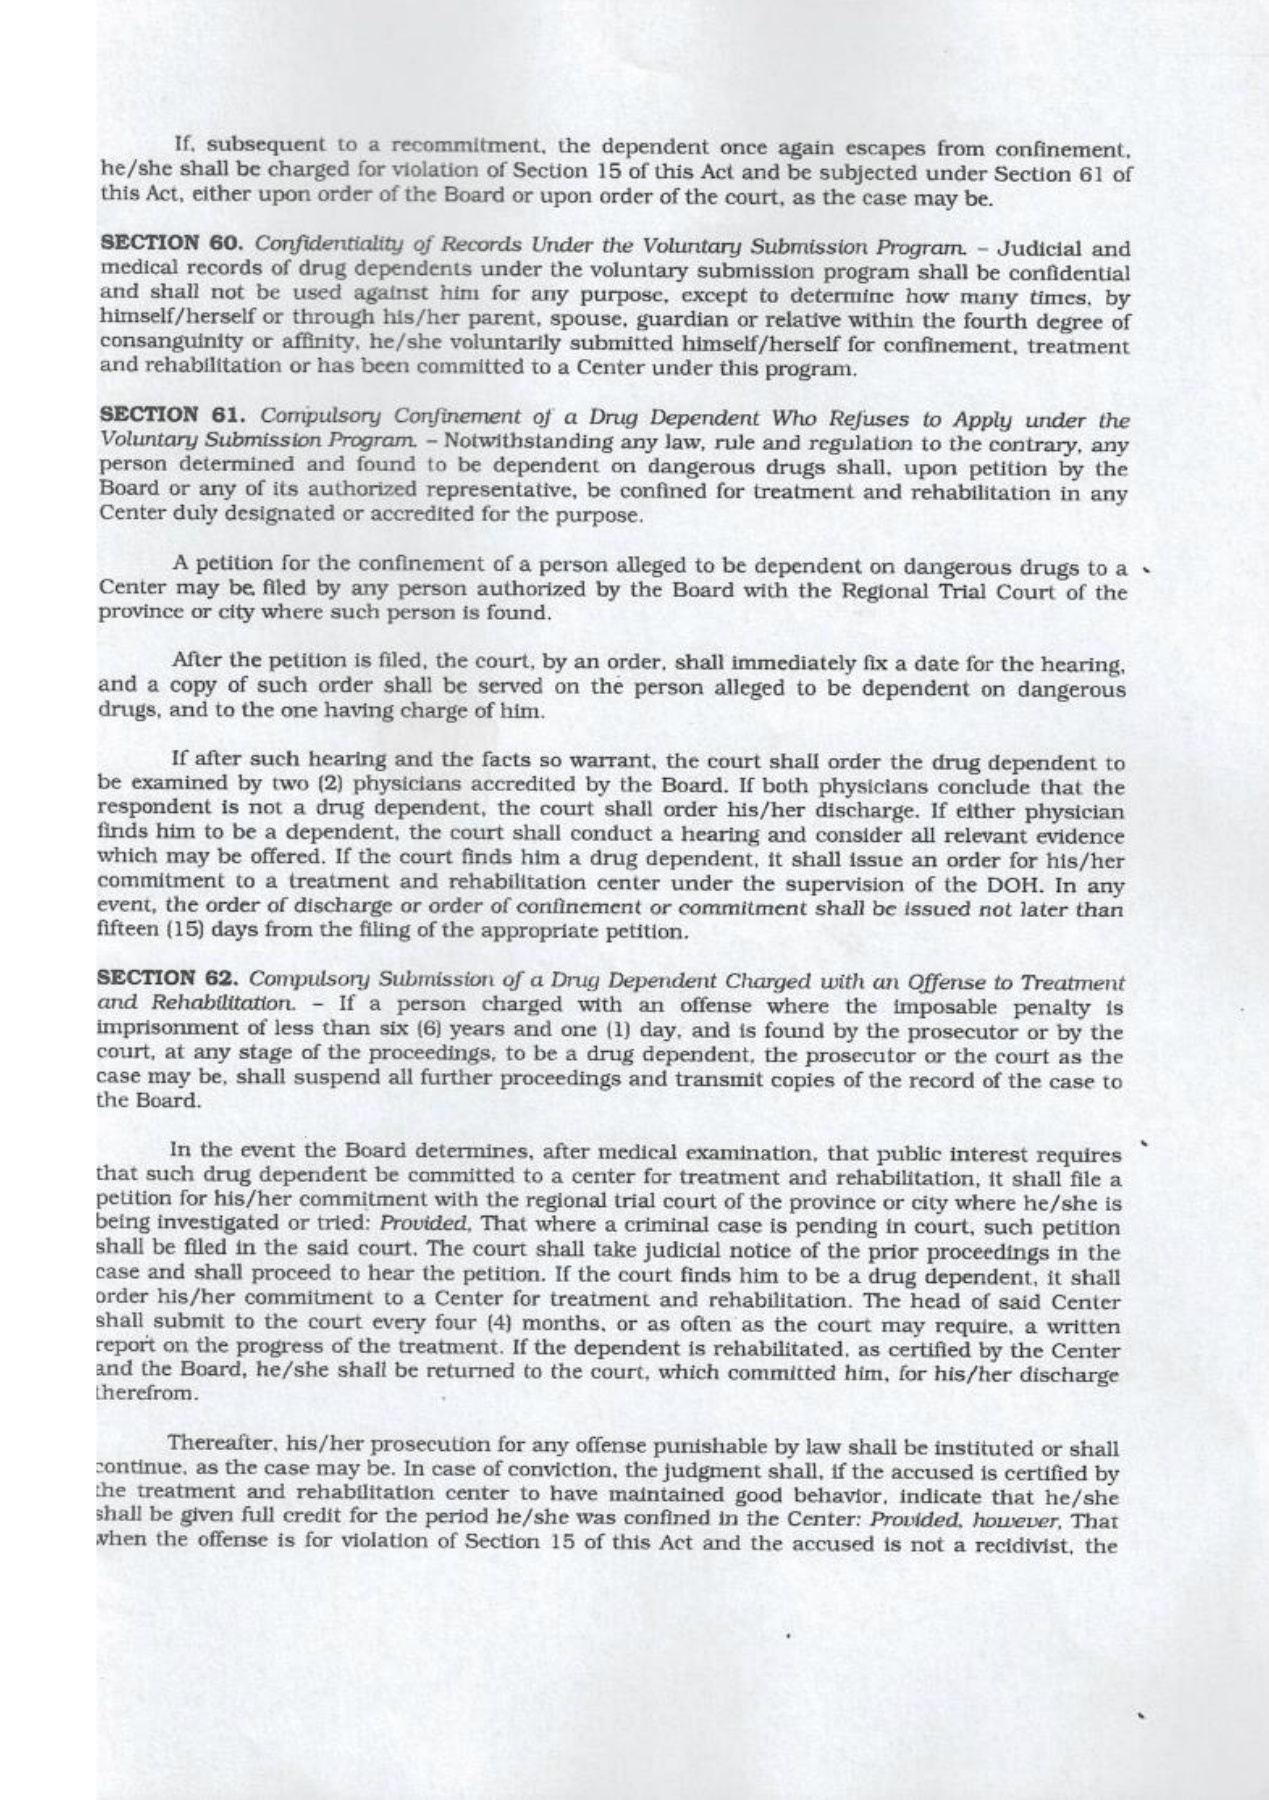 If, subsequent to a recommitment, the dependent once again escapes from confinement,
he/she shall be charged for violation of Section 15 of this Act and be subjected under Section 61 of
this Act, either upon order of the Board or upon order of the court, as the case may be.
SECTION 60. Confidentiality of Records Under the Voluntary Submission Program. – Judicial and
medical records of drug dependents under the voluntary submission program shall be confidential
and shall not be used against him for any purpose, except to determine how many times, by
himself/herself or through his/her parent, spouse, guardian or relative within the fourth degree of
consanguinity or affinity, he/she voluntarily submitted himself/herself for confinement, treatment
and rehabilitation or has been committed to a Center under this program.
SECTION 61. Compulsory Confinement of a Drug Dependent Who Refuses to Apply under the
Voluntary Submission Program. – Notwithstanding any law, rule and regulation to the contrary, any
person determined and found to be dependent on dangerous drugs shall, upon petition by the
Board or any of its authorized representative, be confined for treatment and rehabilitation in any
Center duly designated or accredited for the purpose.
A petition for the confinement of a person alleged to be dependent on dangerous drugs to a
Center may be filed by any person authorized by the Board with the Regional Trial Court of the
province or city where such person is found.
After the petition is filed, the court, by an order, shall immediately fix a date for the hearing,
and a copy of such order shall be served on the person alleged to be dependent on dangerous
drugs, and to the one having charge of him.
If after such hearing and the facts so warrant, the court shall order the drug dependent to
be examined by two (2) physicians accredited by the Board. If both physicians conclude that the
respondent is not a drug dependent, the court shall order his/her discharge. If either physician
finds him to be a dependent, the court shall conduct a hearing and consider all relevant evidence
which may be offered. If the court finds him a drug dependent, it shall issue an order for his/her
commitment to a treatment and rehabilitation center under the supervision of the DOH. In any
event, the order of discharge or order of confinement or commitment shall be issued not later than
fifteen (15) days from the filing of the appropriate petition.
SECTION 62. Compulsory Submission of a Drug Dependent Charged with an Offense to Treatment
and Rehabilitation. – If a person charged with an offense where the imposable penalty is
imprisonment of less than six (6) years and one (1) day, and is found by the prosecutor or by the
court, at any stage of the proceedings, to be a drug dependent, the prosecutor or the court as the
case may be, shall suspend all further proceedings and transmit copies of the record of the case to
the Board.
In the event the Board determines, after medical examination, that public interest requires
that such drug dependent be committed to a center for treatment and rehabilitation, it shall file a
petition for his/her commitment with the regional trial court of the province or city where he/she is
being investigated or tried: Provided, That where a criminal case is pending in court, such petition
shall be filed in the said court. The court shall take judicial notice of the prior proceedings in the
case and shall proceed to hear the petition. If the court finds him to be a drug dependent, it shall
order his/her commitment to a Center for treatment and rehabilitation. The head of said Center
shall submit to the court every four (4) months, or as often as the court may require, a written
report on the progress of the treatment. If the dependent is rehabilitated, as certified by the Center
and the Board, he/she shall be returned to the court, which committed him, for his/her discharge
therefrom.
Thereafter, his/her prosecution for any offense punishable by law shall be instituted or shall
continue, as the case may be. In case of conviction, the judgment shall, if the accused is certified by
the treatment and rehabilitation center to have maintained good behavior, indicate that he/she
shall be given full credit for the period he/she was confined in the Center: Provided, however, That
when the offense is for violation of Section 15 of this Act and the accused is not a recidivist, the